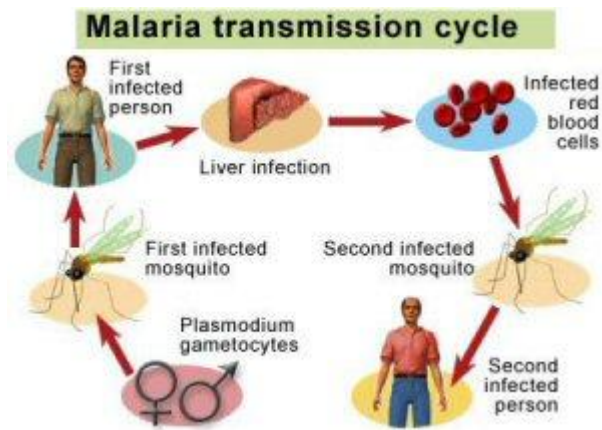 Malaria transmission cycle
First
infected
person
Liver infection
Infected
red
blood
cells
First infected
mosquito
Second infected
mosquito
Plasmodium
gametocytes
Second
infected
person